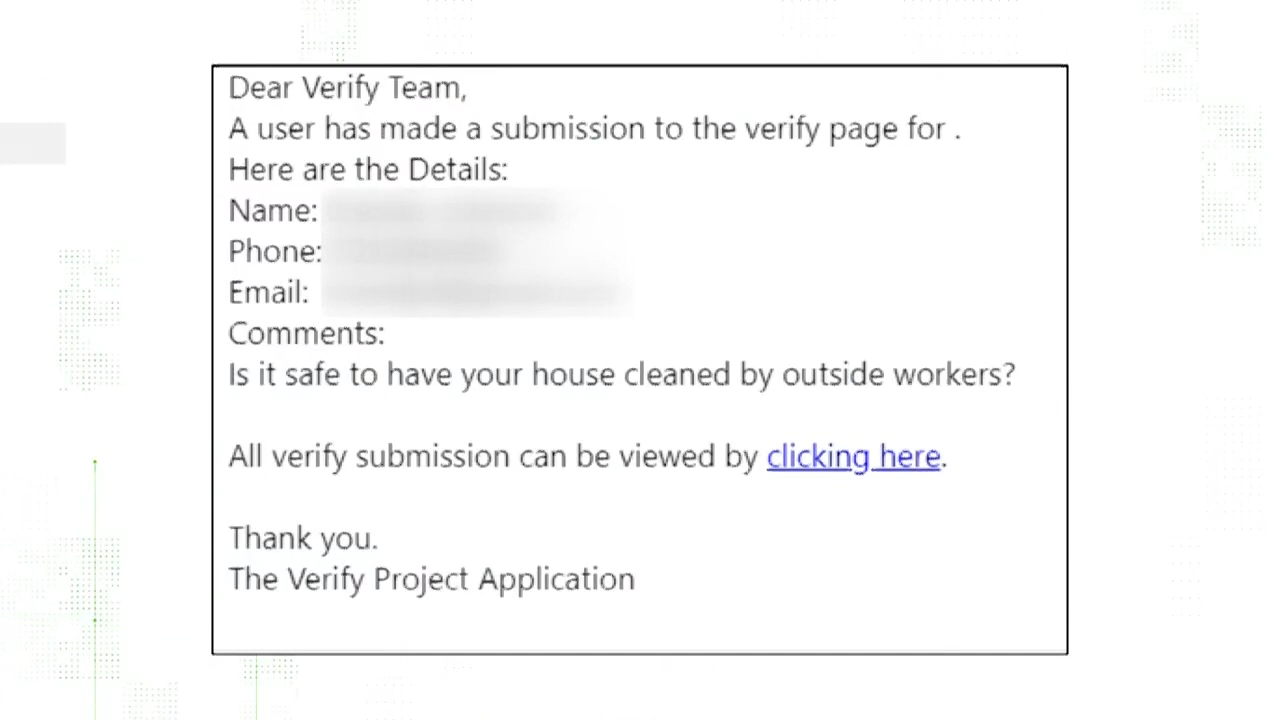 Dear Verify Team,
A user has made a submission to the verify page for .
Here are the Details:
Name:
Phone:
Email:
Comments:
Is it safe to have your house cleaned by outside workers?
All verify submission can be viewed by clicking here.
Thank you.
The Verify Project Application